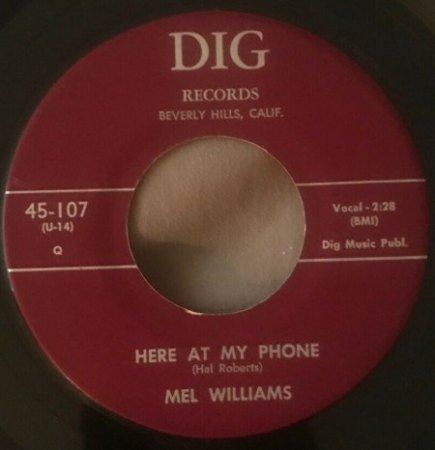 DIG
RECORDS
BEVERLY HILLS, CALIF.
45-107
(U-14)
Q
Vocal - 2:28
(BMI)
Dig Music Publ.
HERE AT MY PHONE
(Hal Roberts)
MEL WILLIAMS